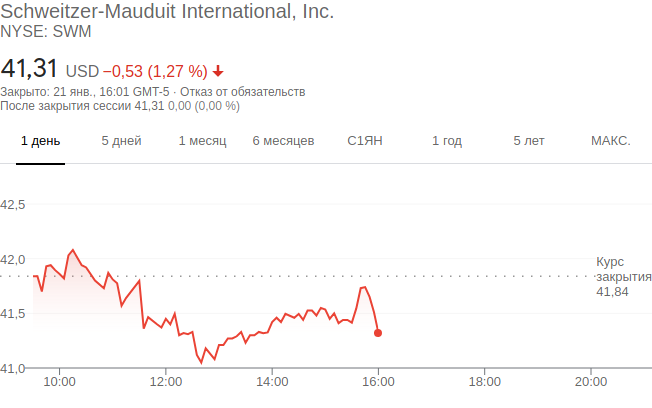 Schweitzer-Mauduit International, Inc.
NYSE: SWM
41,31 USD −0,53 (1,27 %)
Закрыто: 21 янв., 16:01 GMT-5 · Отказ от обязательств
После закрытия сессии 41,31 0,00 (0,00 %)
1 день 5 дней 1 месяц 6 месяцев С1ЯН 1 год 5 лет МАКС.
42,5
42,0
Курс
закрытия
41,84
41,5
41,0
10:00 12:00 14:00 16:00 18:00 20:00